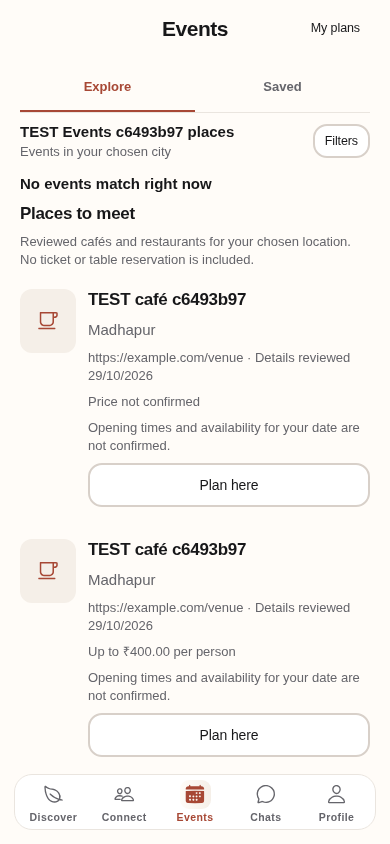 Events
My plans
Explore
Saved
TEST Events c6493b97 places
Events in your chosen city
Filters
No events match right now
Places to meet
Reviewed cafés and restaurants for your chosen location.
No ticket or table reservation is included.
TEST café c6493b97
Madhapur
https://example.com/venue · Details reviewed
29/10/2026
Price not confirmed
Opening times and availability for your date are
not confirmed.
Plan here
TEST café c6493b97
Madhapur
https://example.com/venue · Details reviewed
29/10/2026
Up to ₹400.00 per person
Opening times and availability for your date are
not confirmed.
Plan here
Discover
Connect
Events
Chats
Profile